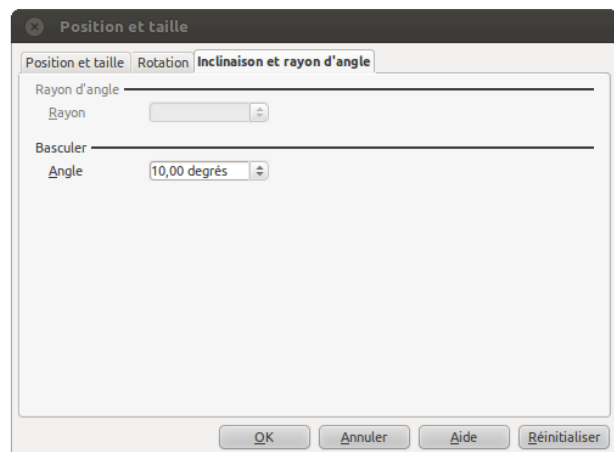 Position et taille
Position et taille Rotation Inclinaison et rayon d'angle
Rayon d'angle
Rayon
Basculer
Angle 10,00 degrés
OK Annuler Aide Réinitialiser